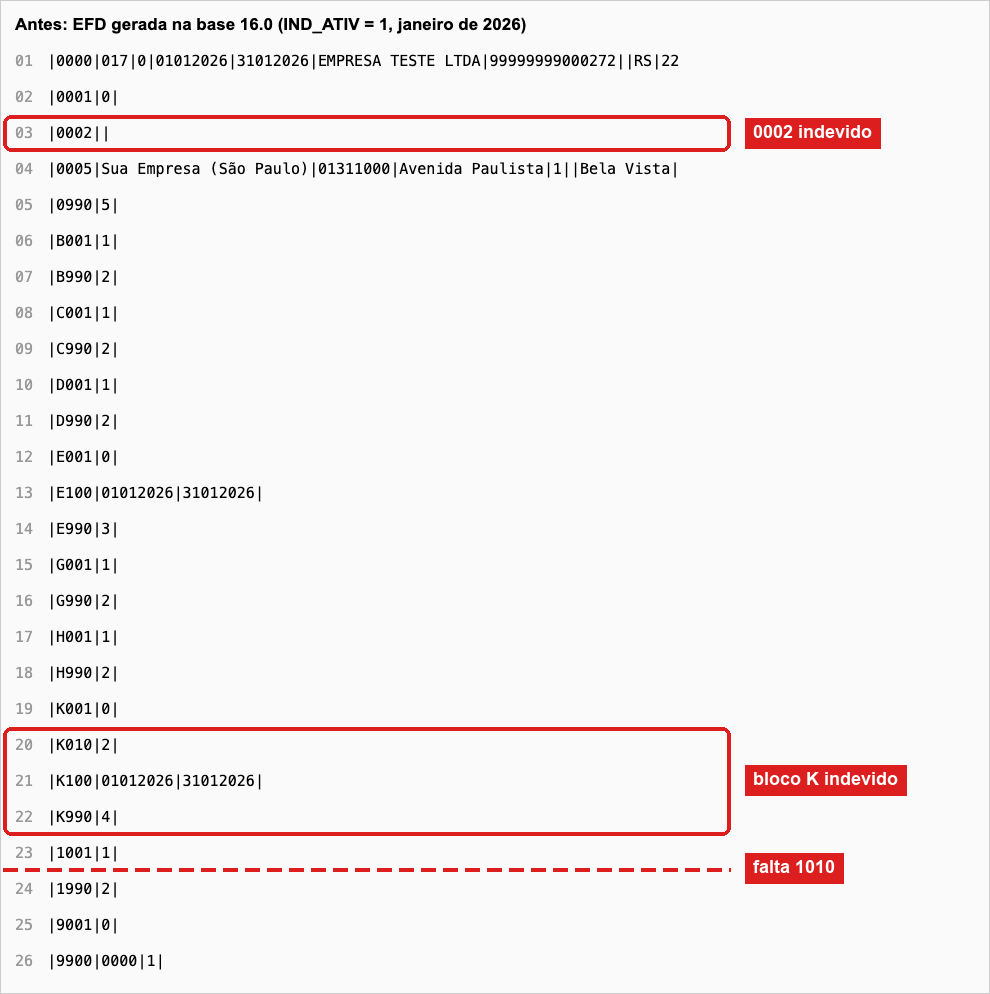 Antes: EFD gerada na base 16.0 (IND_ATIV = 1, janeiro de 2026)
01 |0000|017|0|01012026|31012026|EMPRESA TESTE LTDA|99999999000272||RS|22
02 |0001|0|
03 |0002|| 0002 indevido
04 |0005|Sua Empresa (São Paulo)|01311000|Avenida Paulista|1||Bela Vista|
05 |0990|5|
06 |B001|1|
07 |B990|2|
08 |C001|1|
09 |C990|2|
10 |D001|1|
11 |D990|2|
12 |E001|0|
13 |E100|01012026|31012026|
14 |E990|3|
15 |G001|1|
16 |G990|2|
17 |H001|1|
18 |H990|2|
19 |K001|0|
20 |K010|2|
21 |K100|01012026|31012026| bloco K indevido
22 |K990|4|
23 |1001|1|
falta 1010
24 |1990|2|
25 |9001|0|
26 |9900|0000|1|